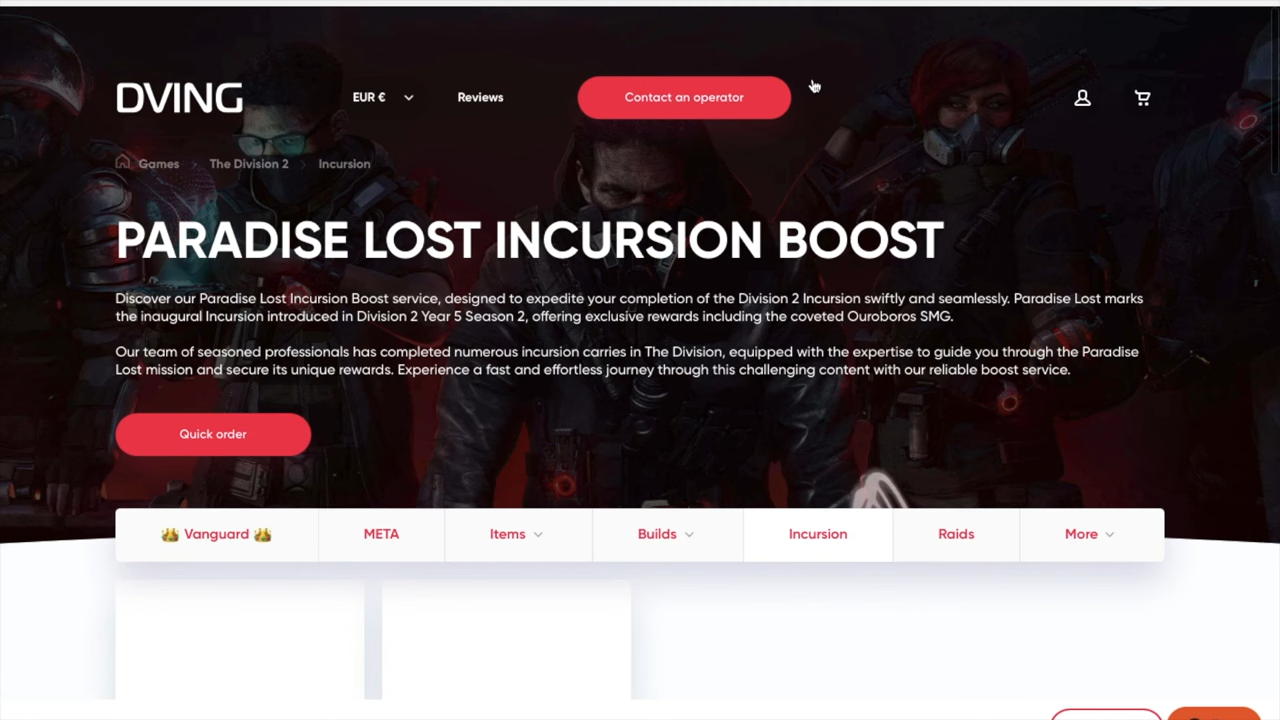 DVING
EUR €
Reviews
Contact an operator
Games
The Division 2
Incursion
PARADISE LOST INCURSION BOOST
Discover our Paradise Lost Incursion Boost service, designed to expedite your completion of the Division 2 Incursion swiftly and seamlessly. Paradise Lost marks
the inaugural Incursion introduced in Division 2 Year 5 Season 2, offering exclusive rewards including the coveted Ouroboros SMG.
Our team of seasoned professionals has completed numerous incursion carries in The Division, equipped with the expertise to guide you through the Paradise
Lost mission and secure its unique rewards. Experience a fast and effortless journey through this challenging content with our reliable boost service.
Quick order
Vanguard
META
Items
Builds
Incursion
Raids
More